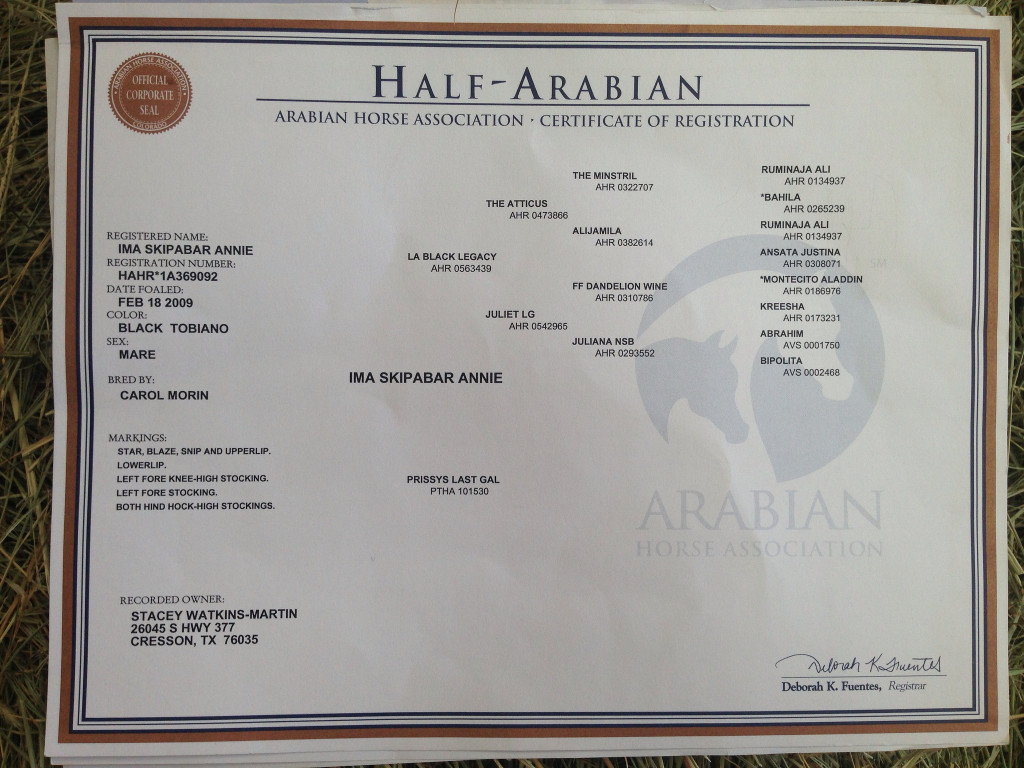 ARABIAN HORSE ASSOCIATION
OFFICIAL
CORPORATE
SEAL
COLORADO
HALF-ARABIAN
ARABIAN HORSE ASSOCIATION · CERTIFICATE OF REGISTRATION
REGISTERED NAME:
IMA SKIPABAR ANNIE
REGISTRATION NUMBER:
HAHR*1A369092
DATE FOALED:
FEB 18 2009
COLOR:
BLACK TOBIANO
SEX:
MARE
BRED BY:
CAROL MORIN
MARKINGS:
STAR, BLAZE, SNIP AND UPPERLIP.
LOWERLIP.
LEFT FORE KNEE-HIGH STOCKING.
LEFT FORE STOCKING.
BOTH HIND HOCK-HIGH STOCKINGS.
RECORDED OWNER:
STACEY WATKINS-MARTIN
26045 S HWY 377
CRESSON, TX 76035
IMA SKIPABAR ANNIE
LA BLACK LEGACY
AHR 0563439
PRISSYS LAST GAL
PTHA 101530
THE ATTICUS
AHR 0473866
JULIET LG
AHR 0542965
THE MINSTRIL
AHR 0322707
ALIJAMILA
AHR 0382614
FF DANDELION WINE
AHR 0310786
JULIANA NSB
AHR 0293552
RUMINAJA ALI
AHR 0134937
*BAHILA
AHR 0265239
RUMINAJA ALI
AHR 0134937
ANSATA JUSTINA
AHR 0308071
*MONTECITO ALADDIN
AHR 0186976
KREESHA
AHR 0173231
ABRAHIM
AVS 0001750
BIPOLITA
AVS 0002468
SM
ARABIAN
HORSE ASSOCIATION
Deborah K. Fuentes
Deborah K. Fuentes, Registrar